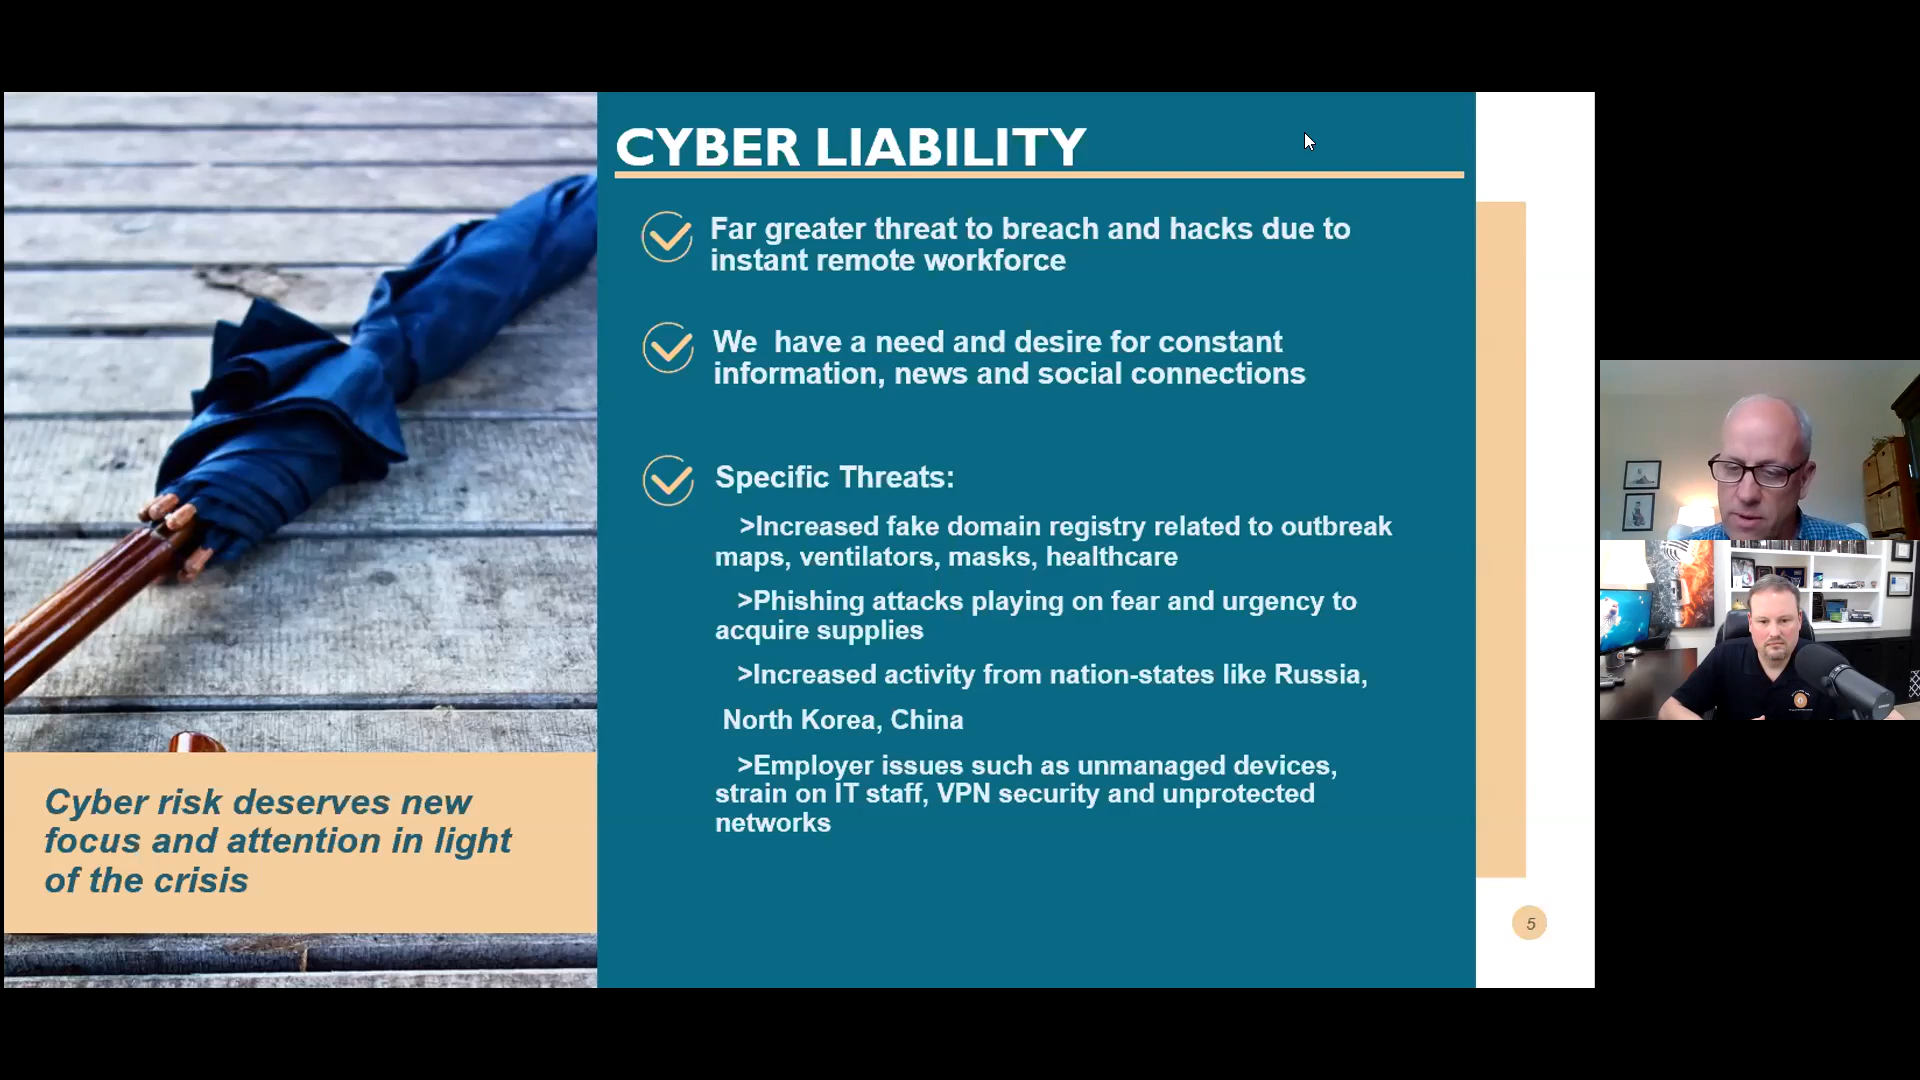 CYBER LIABILITY
Far greater threat to breach and hacks due to
instant remote workforce
We  have a need and desire for constant
information, news and social connections
Specific Threats:
>Increased fake domain registry related to outbreak
maps, ventilators, masks, healthcare
>Phishing attacks playing on fear and urgency to
acquire supplies
>Increased activity from nation-states like Russia,
North Korea, China
>Employer issues such as unmanaged devices,
strain on IT staff, VPN security and unprotected
networks
Cyber risk deserves new
focus and attention in light
of the crisis
5